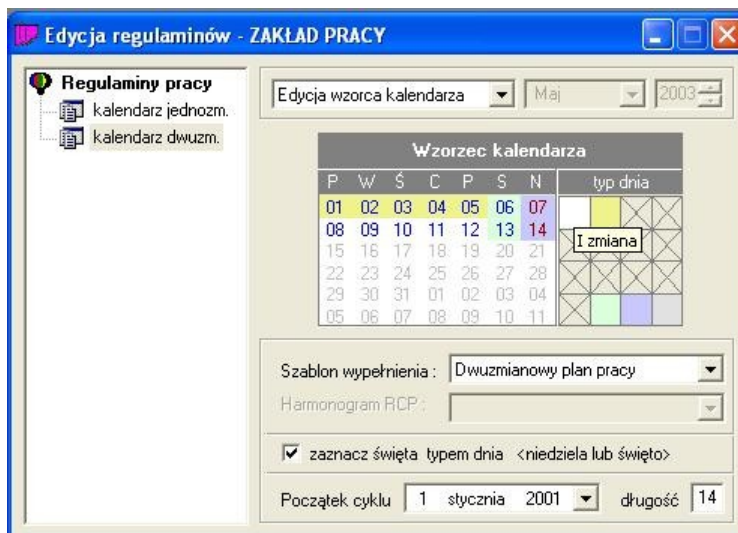 Edycja regulaminów - ZAKŁAD PRACY
Regulaminy pracy
kalendarz jednozm.
kalendarz dwuzm.
Edycja wzorca kalendarza Maj 2003
Wzorzec kalendarza
P W Ś C P S N typ dnia
01 02 03 04 05 06 07
08 09 10 11 12 13 14
I zmiana
15 16 17 18 19 20 21
22 23 24 25 26 27 28
29 30 31 01 02 03 04
05 06 07 08 09 10 11
Szablon wypełnienia : Dwuzmianowy plan pracy
Harmonogram RCP :
zaznacz święta typem dnia <niedziela lub święto>
Początek cyklu 1 stycznia 2001 długość 14